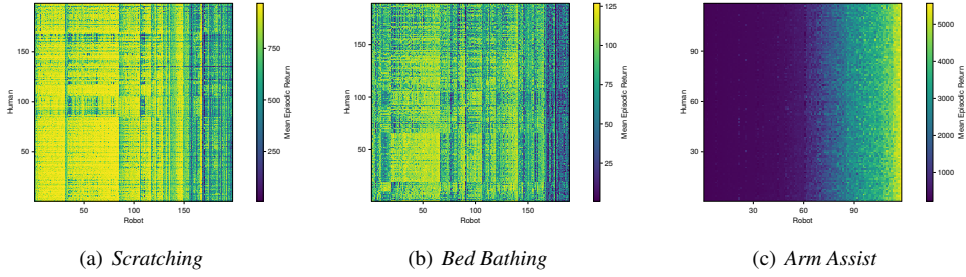 150
100
50
Human
50
100
150
Robot
750
500
250
Mean Episodic Return
150
100
50
Human
50
100
150
Robot
125
100
75
50
25
Mean Episodic Return
90
60
30
Human
30
60
90
Robot
5000
4000
3000
2000
1000
Mean Episodic Return
(a) Scratching
(b) Bed Bathing
(c) Arm Assist